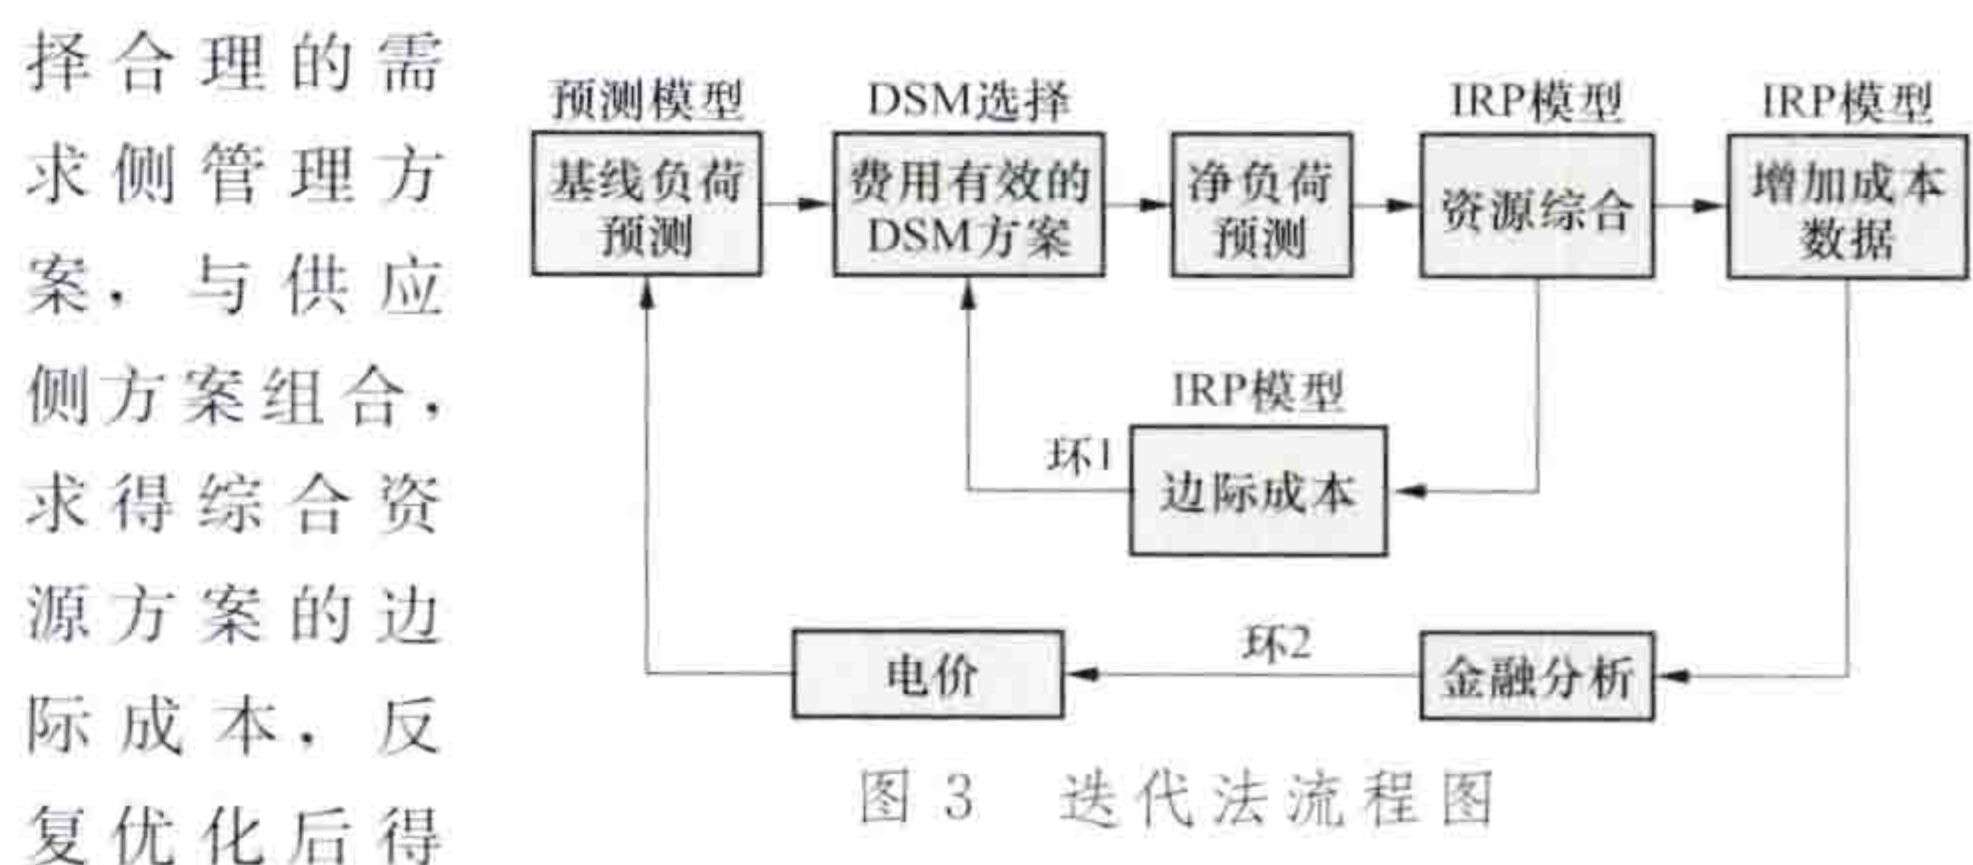 择合理的需
求侧管理方
案，与供应
侧方案组合，
求得综合资
源方案的边
际成本，反
复优化后得
预测模型
DSM选择
IRP模型
IRP模型
基线负荷
预测
费用有效的
DSM方案
净负荷
预测
资源综合
增加成本
数据
IRP模型
环1
边际成本
环2
电价
金融分析
图3 迭代法流程图